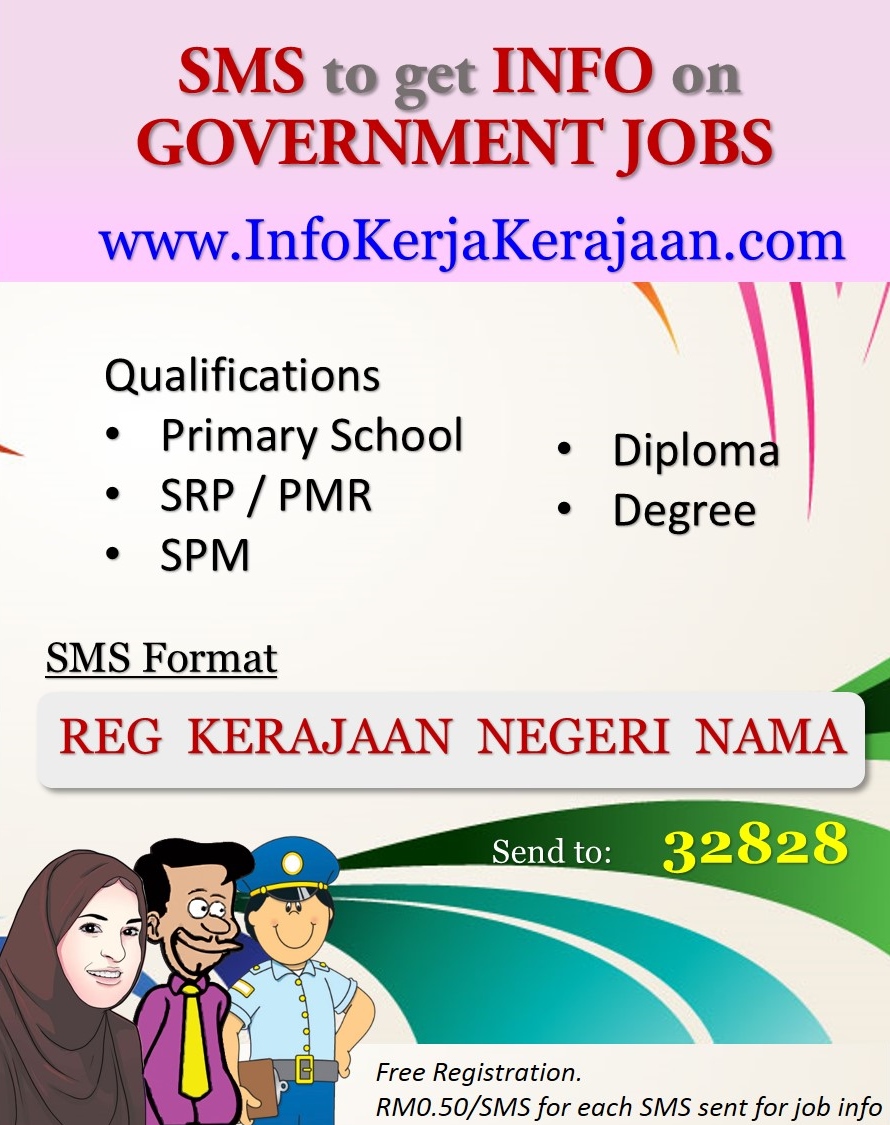 SMS to get INFO on
GOVERNMENT JOBS
www.InfoKerjaKerajaan.com
Qualifications
• Primary School
• SRP / PMR
• SPM
• Diploma
• Degree
SMS Format
REG KERAJAAN NEGERI NAMA
Send to: 32828
Free Registration.
RM0.50/SMS for each SMS sent for job info